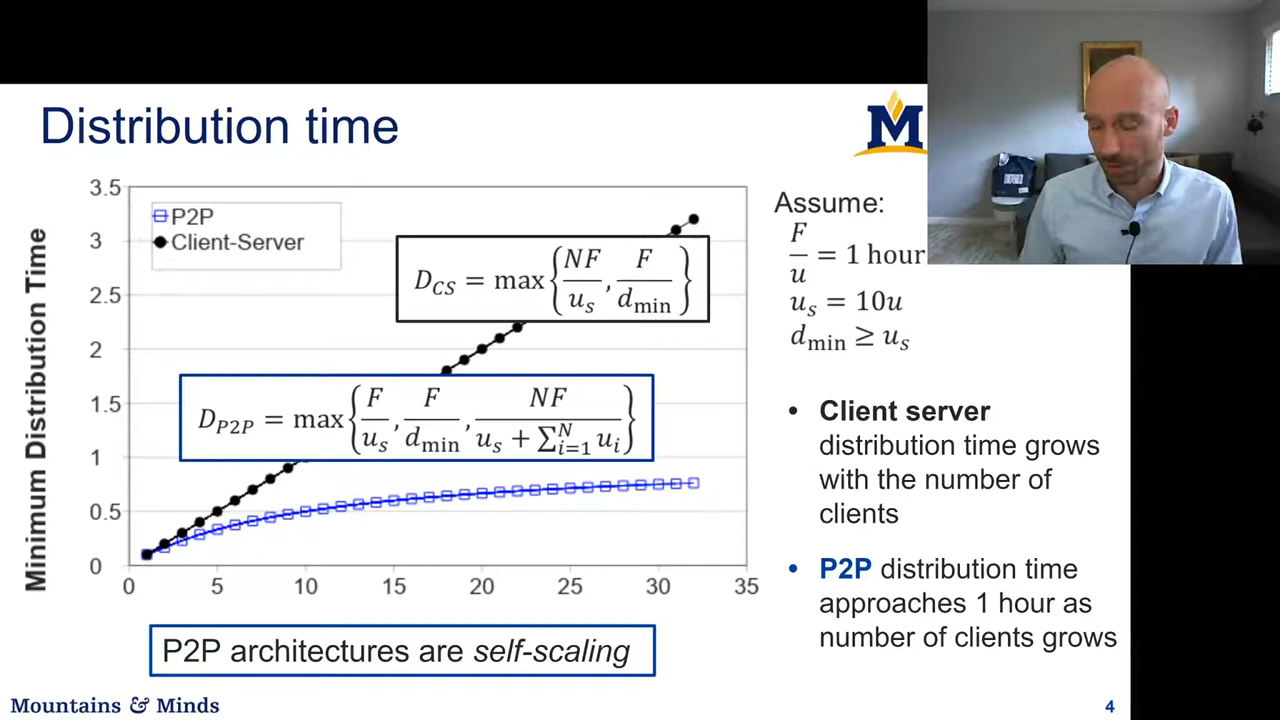 Distribution time
M
Minimum Distribution Time
3.5
3
2.5
2
1.5
1
0.5
0
0 5 10 15 20 25 30 35
P2P
Client-Server
D_CS = max{NF/u_s, F/d_min}
D_P2P = max{F/u_s, F/d_min, NF/(u_s + ∑_{i=1}^{N} u_i)}
Assume:
F/u = 1 hour
u_s = 10u
d_min ≥ u_s
• Client server
distribution time grows
with the number of
clients
• P2P distribution time
approaches 1 hour as
number of clients grows
P2P architectures are self-scaling
Mountains & Minds
4